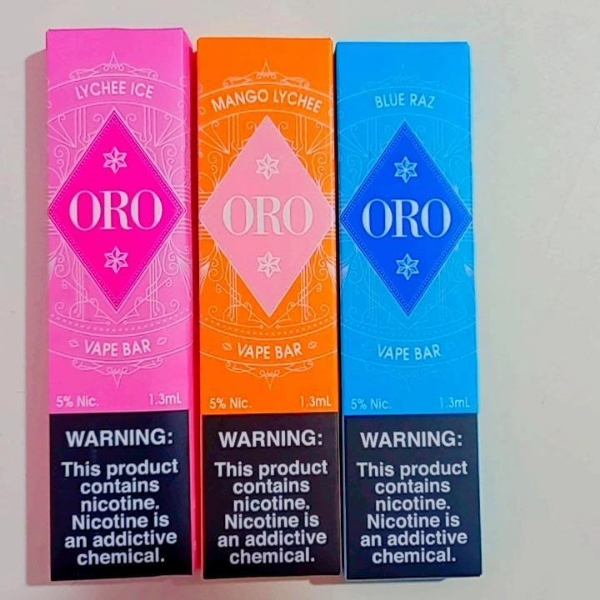 LYCHEE ICE
ORO
VAPE BAR
5% Nic. 1.3mL
WARNING:
This product
contains
nicotine.
Nicotine is
an addictive
chemical.
MANGO LYCHEE
ORO
VAPE BAR
5% Nic. 1.3mL
WARNING:
This product
contains
nicotine.
Nicotine is
an addictive
chemical.
BLUE RAZ
ORO
VAPE BAR
5% Nic. 1.3mL
WARNING:
This product
contains
nicotine.
Nicotine is
an addictive
chemical.